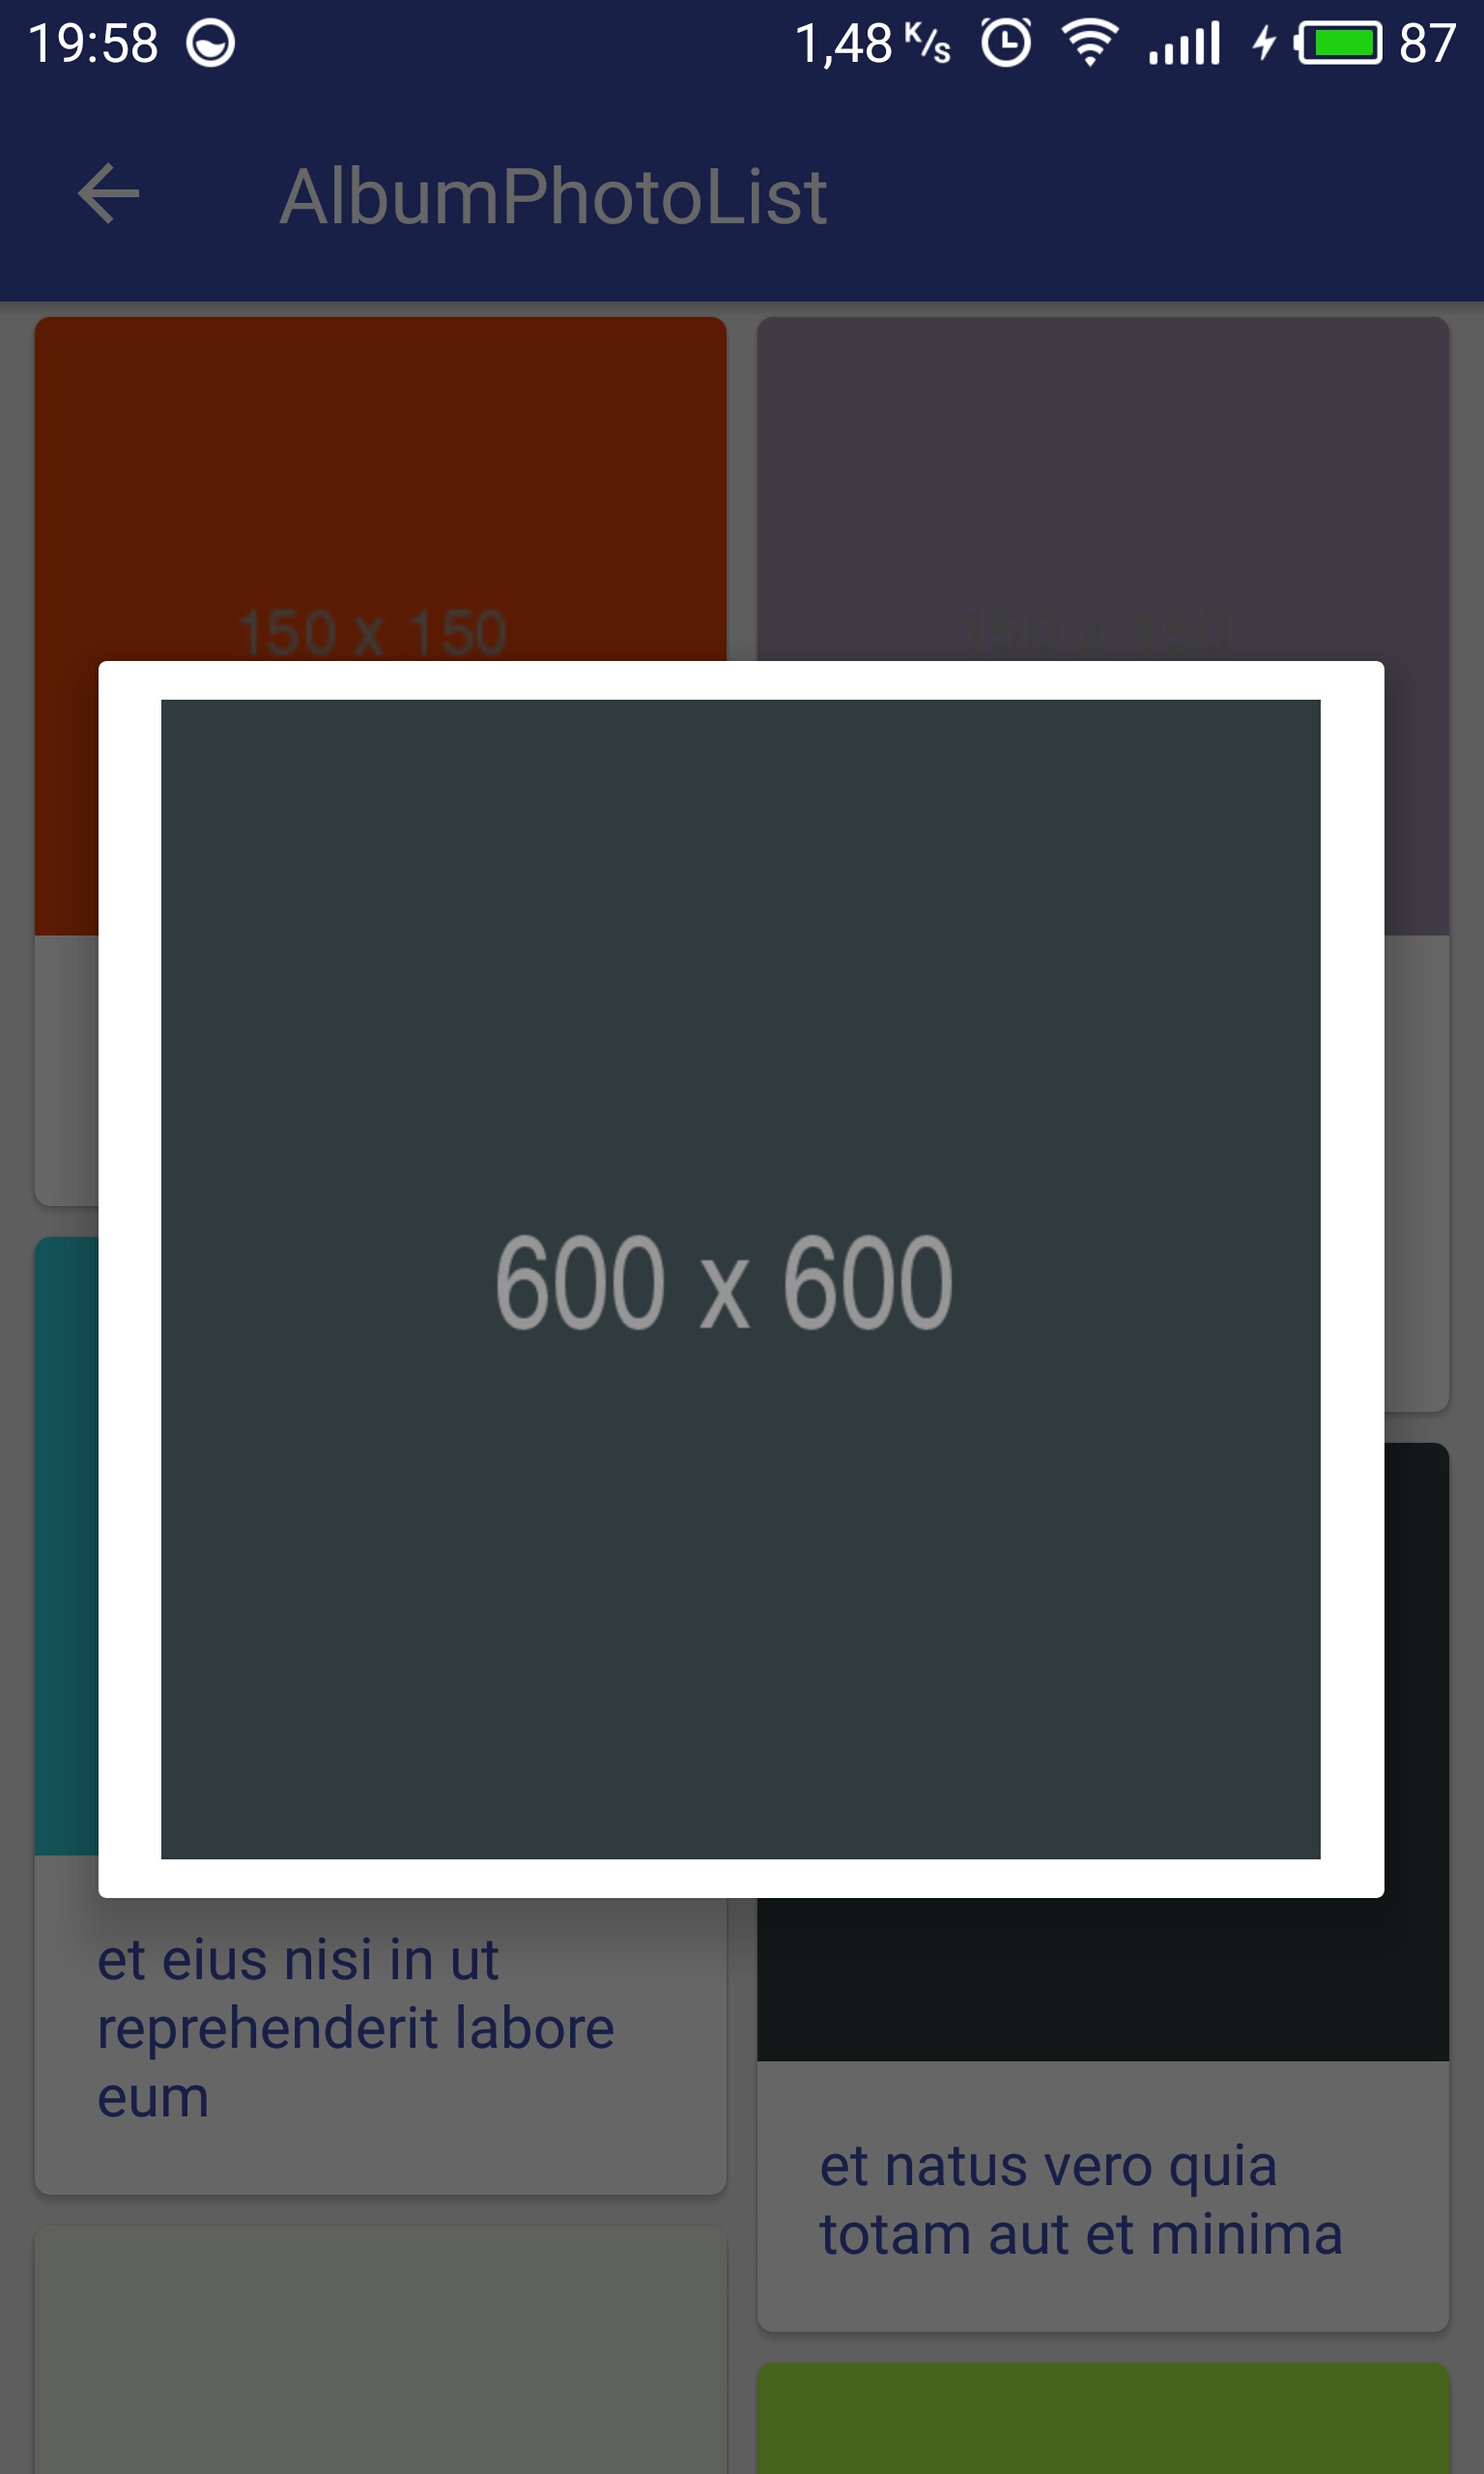 19:58 1,48 K/s 87
AlbumPhotoList
150 x 150 150 x 150
600 x 600
et eius nisi in ut
reprehenderit labore
eum
et natus vero quia
totam aut et minima